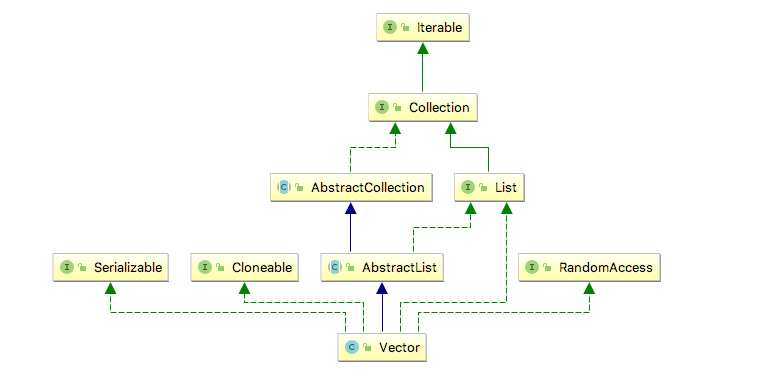 I Iterable
I Collection
C AbstractCollection
I List
I Serializable
I Cloneable
C AbstractList
I RandomAccess
C Vector